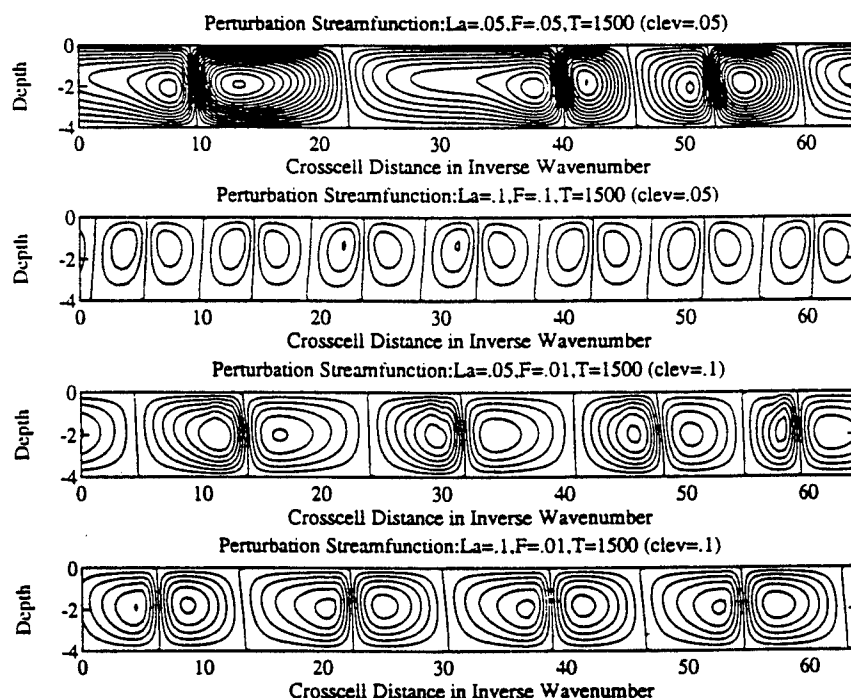 Perturbation Streamfunction:La=.05,F=.05,T=1500 (clev=.05)
0
-2
-4
Depth
0 10 20 30 40 50 60
Crosscell Distance in Inverse Wavenumber
Perturbation Streamfunction:La=.1,F=.1,T=1500 (clev=.05)
0
-2
-4
Depth
0 10 20 30 40 50 60
Crosscell Distance in Inverse Wavenumber
Perturbation Streamfunction:La=.05,F=.01,T=1500 (clev=.1)
0
-2
-4
Depth
0 10 20 30 40 50 60
Crosscell Distance in Inverse Wavenumber
Perturbation Streamfunction:La=.1,F=.01,T=1500 (clev=.1)
0
-2
-4
Depth
0 10 20 30 40 50 60
Crosscell Distance in Inverse Wavenumber